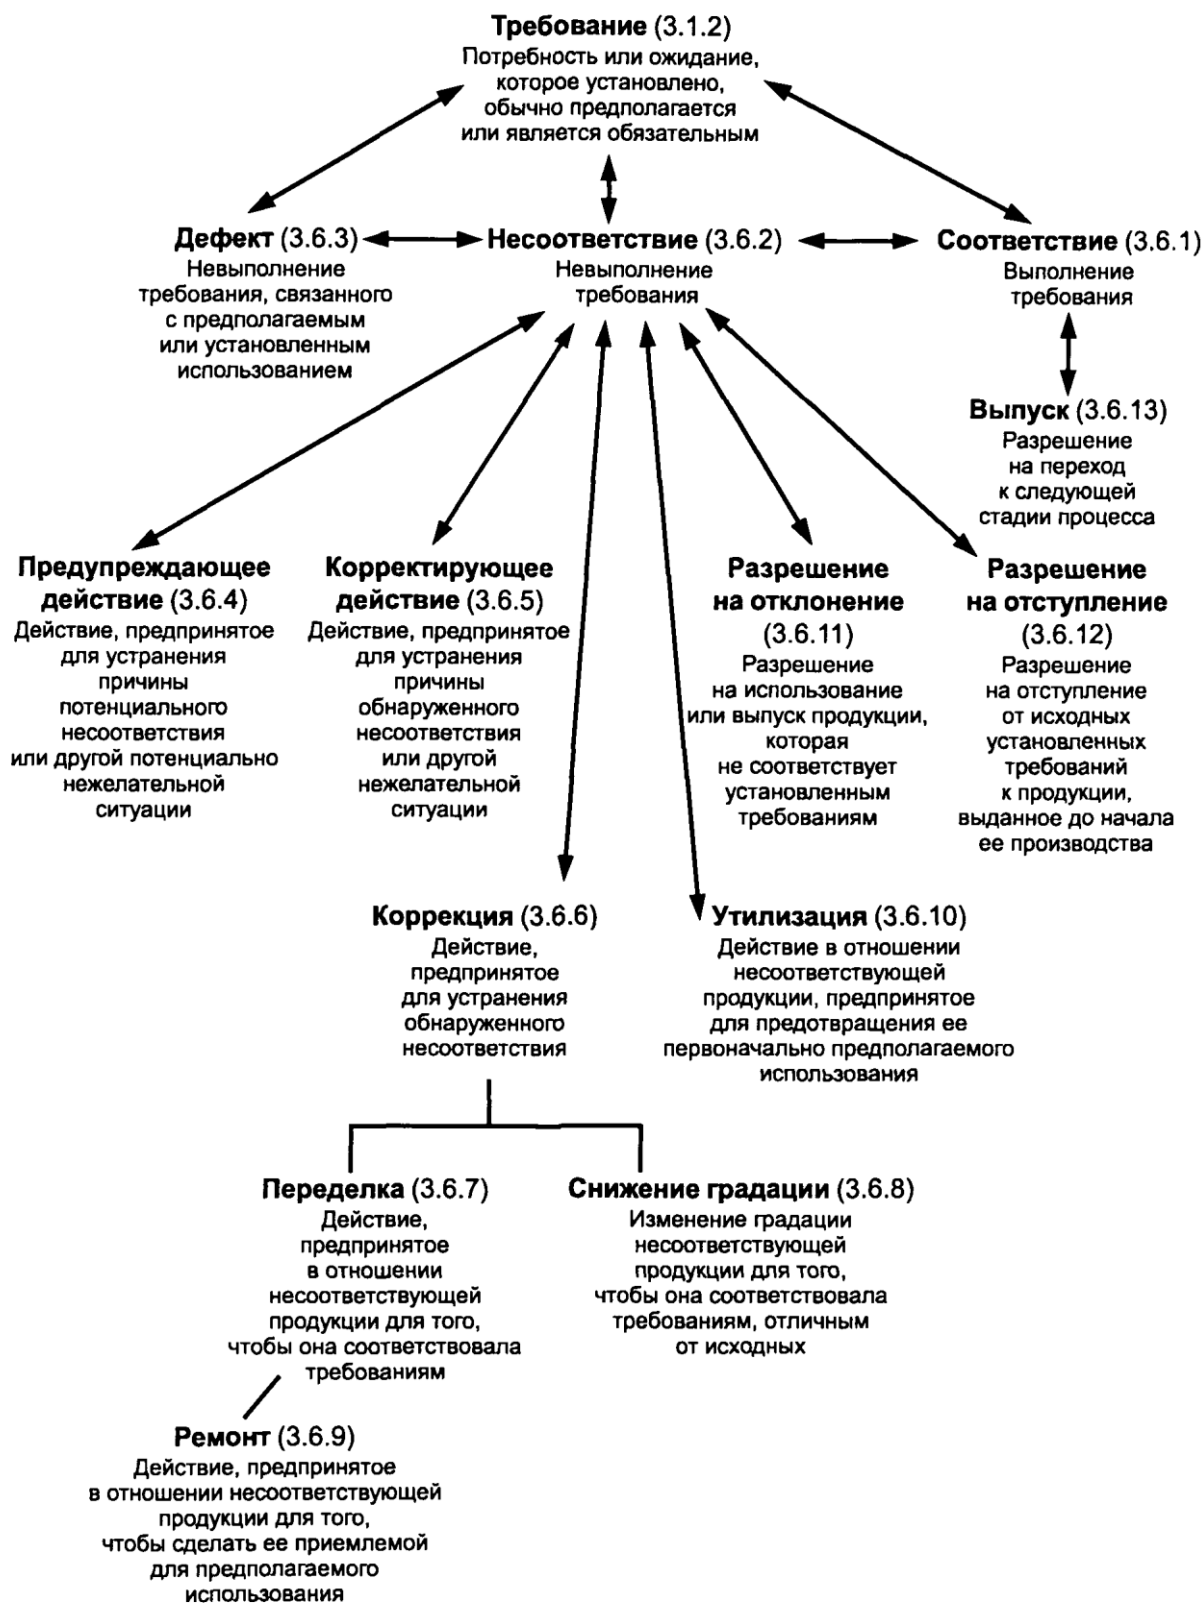 Требование (3.1.2)
Потребность или ожидание,
которое установлено,
обычно предполагается
или является обязательным
Дефект (3.6.3)
Невыполнение
требования, связанного
с предполагаемым
или установленным
использованием
Несоответствие (3.6.2)
Невыполнение
требования
Соответствие (3.6.1)
Выполнение
требования
Выпуск (3.6.13)
Разрешение
на переход
к следующей
стадии процесса
Предупреждающее
действие (3.6.4)
Действие, предпринятое
для устранения
причины
потенциального
несоответствия
или другой потенциально
нежелательной
ситуации
Корректирующее
действие (3.6.5)
Действие, предпринятое
для устранения
причины
обнаруженного
несоответствия
или другой
нежелательной
ситуации
Разрешение
на отклонение
(3.6.11)
Разрешение
на использование
или выпуск продукции,
которая
не соответствует
установленным
требованиям
Разрешение
на отступление
(3.6.12)
Разрешение
на отступление
от исходных
установленных
требований
к продукции,
выданное до начала
ее производства
Коррекция (3.6.6)
Действие,
предпринятое
для устранения
обнаруженного
несоответствия
Утилизация (3.6.10)
Действие в отношении
несоответствующей
продукции, предпринятое
для предотвращения ее
первоначально предполагаемого
использования
Переделка (3.6.7)
Действие,
предпринятое
в отношении
несоответствующей
продукции для того,
чтобы она соответствовала
требованиям
Снижение градации (3.6.8)
Изменение градации
несоответствующей
продукции для того,
чтобы она соответствовала
требованиям, отличным
от исходных
Ремонт (3.6.9)
Действие, предпринятое
в отношении несоответствующей
продукции для того,
чтобы сделать ее приемлемой
для предполагаемого
использования